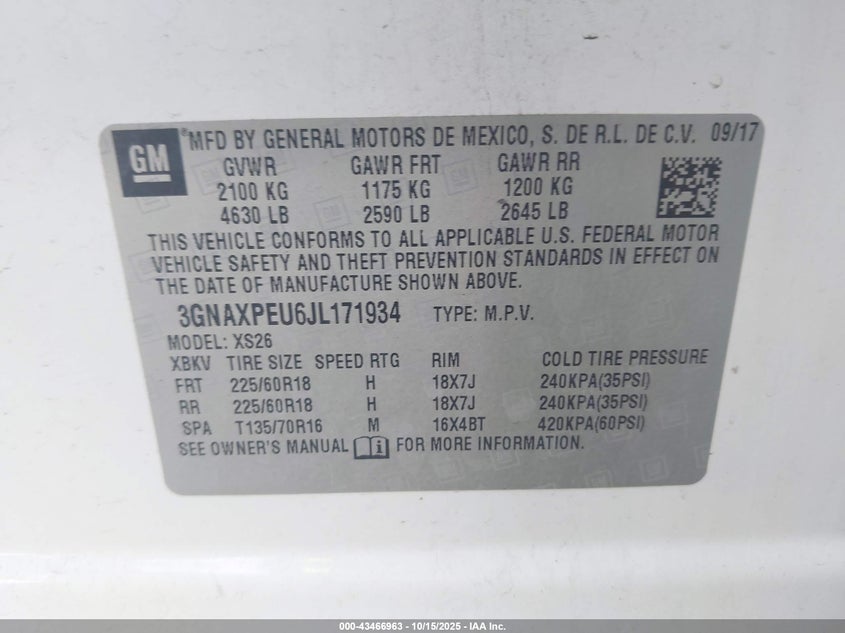 GM
®MFD BY GENERAL MOTORS DE MEXICO, S. DE R.L. DE C.V. 09/17
GVWR GAWR FRT GAWR RR
2100 KG 1175 KG 1200 KG
4630 LB 2590 LB 2645 LB
THIS VEHICLE CONFORMS TO ALL APPLICABLE U.S. FEDERAL MOTOR
VEHICLE SAFETY AND THEFT PREVENTION STANDARDS IN EFFECT ON
THE DATE OF MANUFACTURE SHOWN ABOVE.
3GNAXPEU6JL171934 TYPE: M.P.V.
MODEL: XS26
XBKV TIRE SIZE SPEED RTG RIM COLD TIRE PRESSURE
FRT 225/60R18 H 18X7J 240KPA(35PSI)
RR 225/60R18 H 18X7J 240KPA(35PSI)
SPA T135/70R16 M 16X4BT 420KPA(60PSI)
SEE OWNER'S MANUAL FOR MORE INFORMATION.
000-43466963 - 10/15/2025 - IAA Inc.